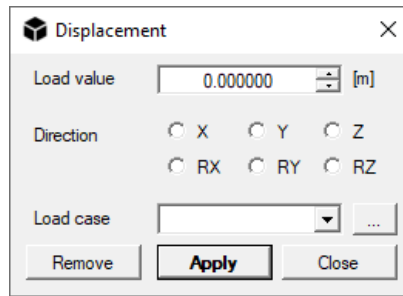 Displacement
Load value 0.000000 [m]
Direction X Y Z
RX RY RZ
Load case ...
Remove Apply Close